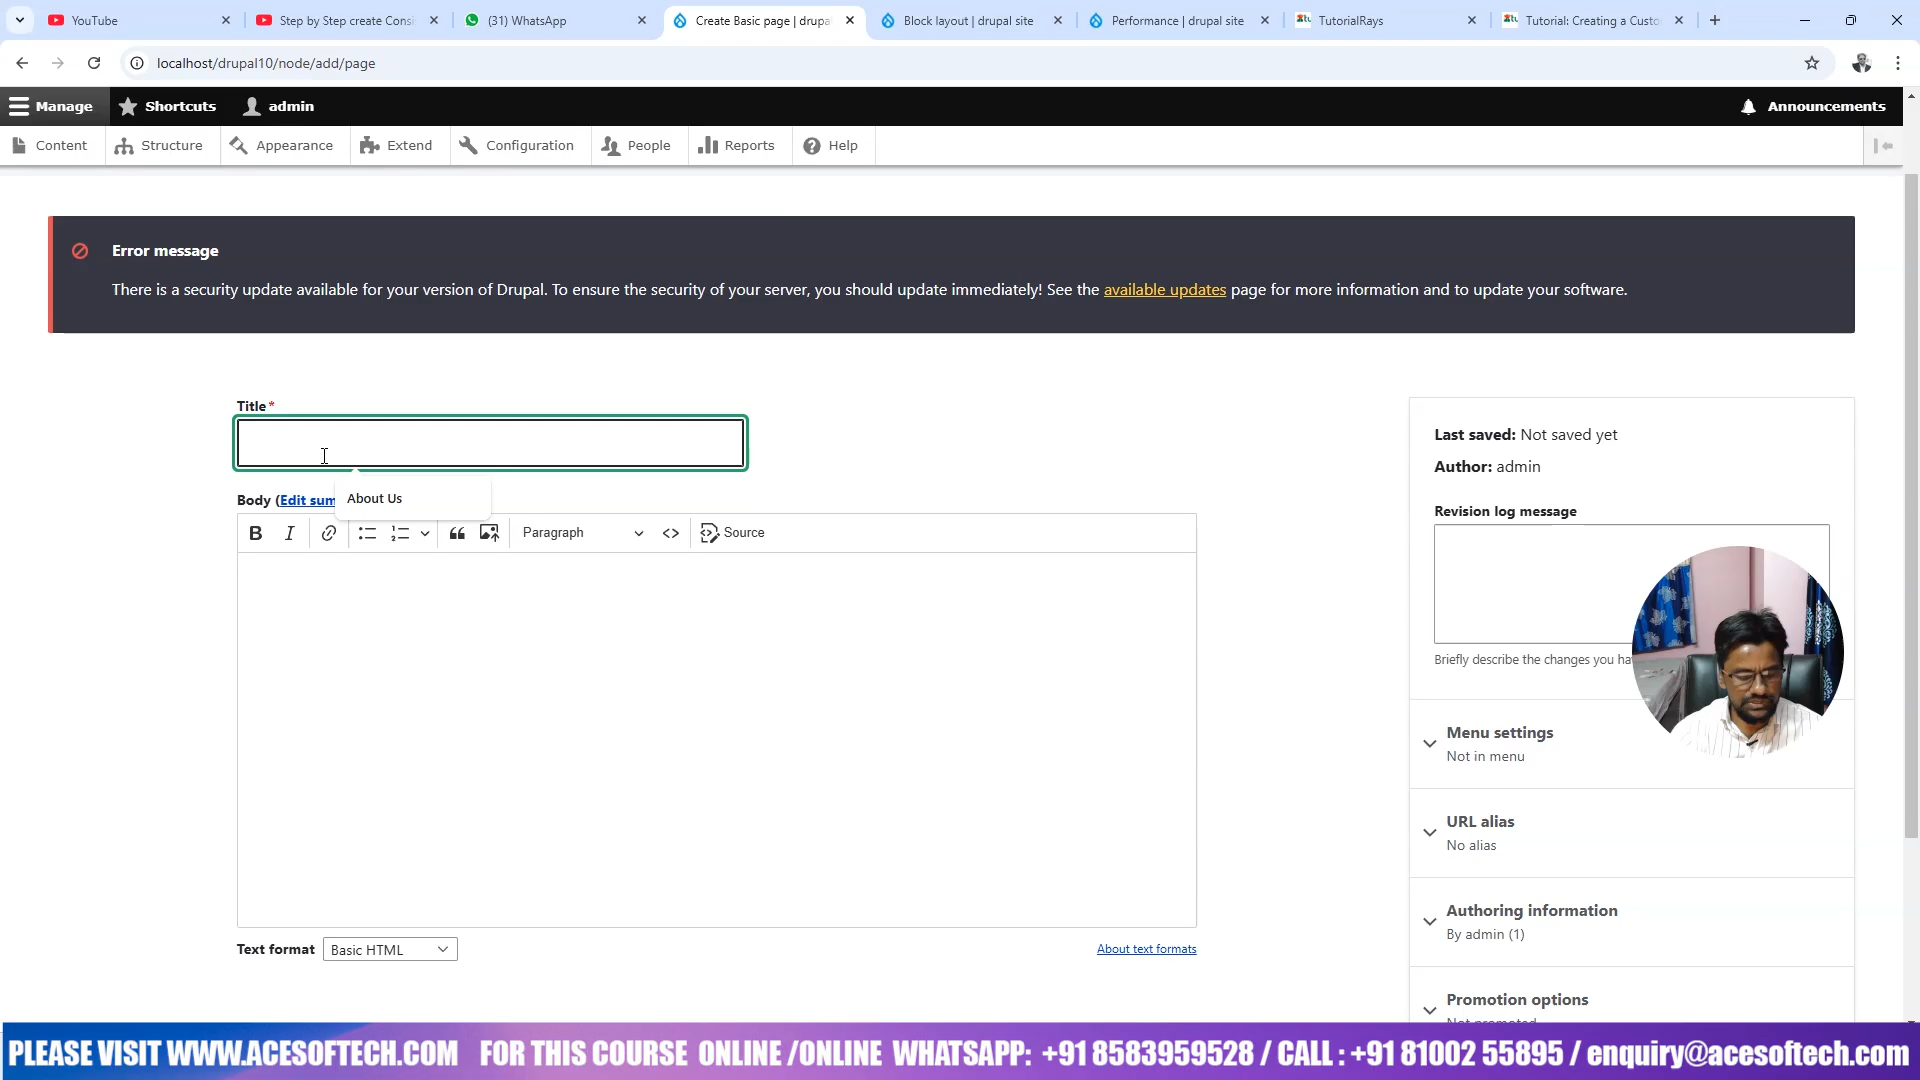 YouTube
Step by Step create Consi
(31) WhatsApp
Create Basic page | drupa
Block layout | drupal site
Performance | drupal site
TutorialRays
Tutorial: Creating a Custo
localhost/drupal10/node/add/page
Manage
Shortcuts
admin
Announcements
Content
Structure
Appearance
Extend
Configuration
People
Reports
Help
Error message
There is a security update available for your version of Drupal. To ensure the security of your server, you should update immediately! See the available updates page for more information and to update your software.
Title*
About Us
Body (Edit sum
B I
Paragraph
Source
Text format
Basic HTML
About text formats
Last saved: Not saved yet
Author: admin
Revision log message
Briefly describe the changes you ha
Menu settings
Not in menu
URL alias
No alias
Authoring information
By admin (1)
Promotion options
Not promoted
PLEASE VISIT WWW.ACESOFTECH.COM FOR THIS COURSE ONLINE /ONLINE WHATSAPP: +91 8583959528 / CALL : +91 81002 55895 / enquiry@acesoftech.com